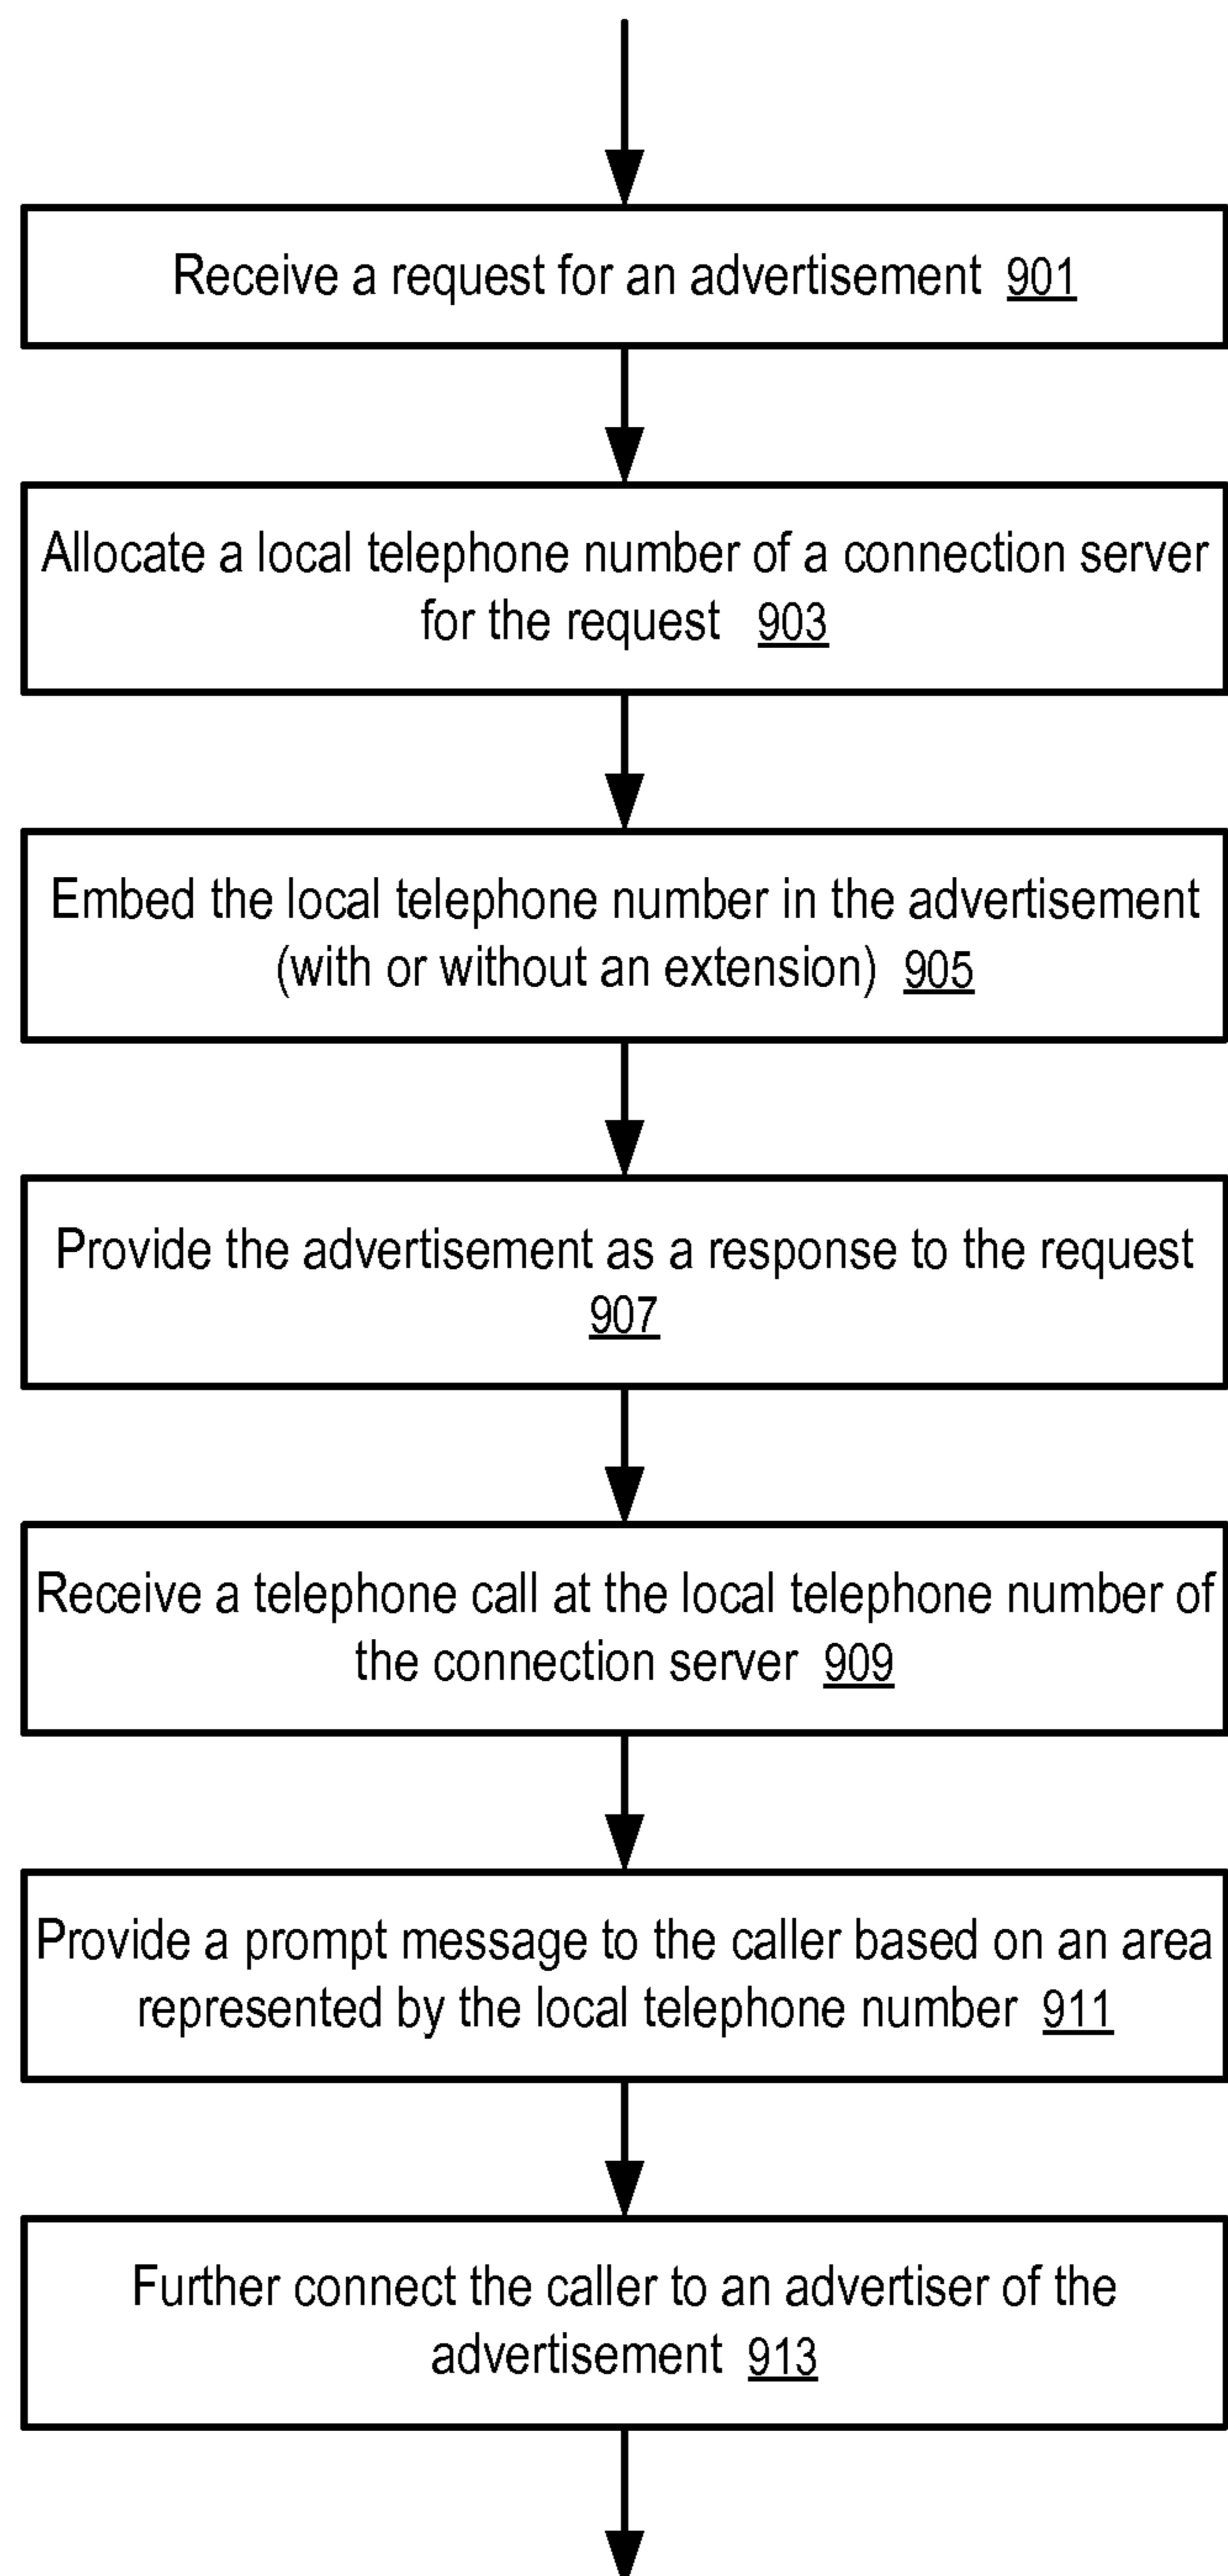 Receive a request for an advertisement 901
Allocate a local telephone number of a connection server
for the request 903
Embed the local telephone number in the advertisement
(with or without an extension) 905
Provide the advertisement as a response to the request
907
Receive a telephone call at the local telephone number of
the connection server 909
Provide a prompt message to the caller based on an area
represented by the local telephone number 911
Further connect the caller to an advertiser of the
advertisement 913